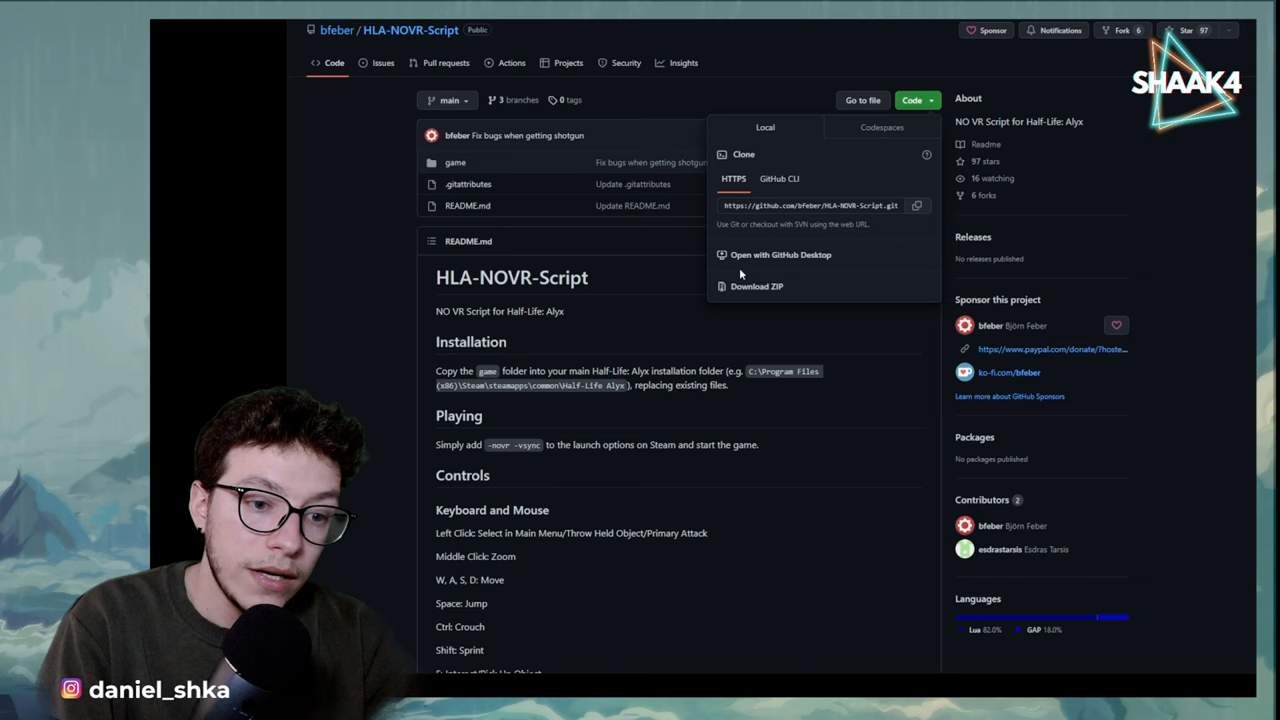 bfeber / HLA-NOVR-Script Public
Sponsor Notifications Fork 6 Star 97
SHAAK4
Code Issues Pull requests Actions Projects Security Insights
main 3 branches 0 tags Go to file Code
bfeber Fix bugs when getting shotgun
game Fix bugs when getting shotgun
.gitattributes Update .gitattributes
README.md Update README.md
Local Codespaces
Clone
HTTPS GitHub CLI
https://github.com/bfeber/HLA-NOVR-Script.git
Use Git or checkout with SVN using the web URL.
Open with GitHub Desktop
Download ZIP
README.md
HLA-NOVR-Script
NO VR Script for Half-Life: Alyx
Installation
Copy the game folder into your main Half-Life: Alyx installation folder (e.g. C:\Program Files
(x86)\Steam\steamapps\common\Half-Life Alyx), replacing existing files.
Playing
Simply add -novr -vsync to the launch options on Steam and start the game.
Controls
Keyboard and Mouse
Left Click: Select in Main Menu/Throw Held Object/Primary Attack
Middle Click: Zoom
W, A, S, D: Move
Space: Jump
Ctrl: Crouch
Shift: Sprint
E: Interact/Pick Up Object
About
NO VR Script for Half-Life: Alyx
Readme
97 stars
16 watching
6 forks
Releases
No releases published
Sponsor this project
bfeber Björn Feber
https://www.paypal.com/donate/?hoste...
ko-fi.com/bfeber
Learn more about GitHub Sponsors
Packages
No packages published
Contributors 2
bfeber Björn Feber
esdrastarsis Esdras Tarsis
Languages
Lua 82.0% GAP 18.0%
daniel_shka